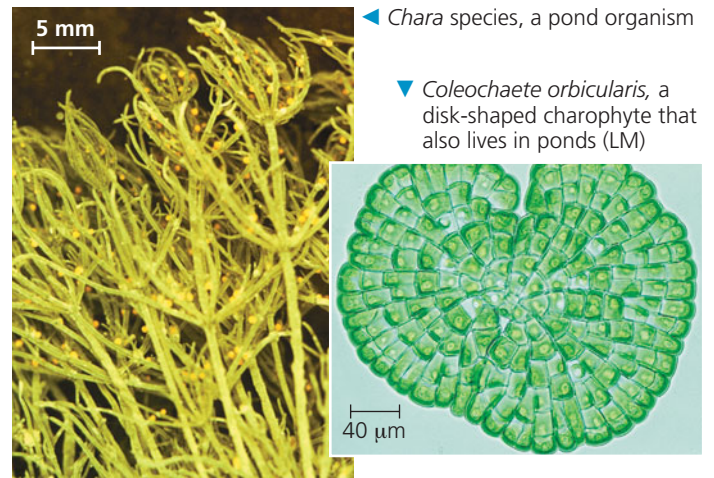 5 mm
◄ Chara species, a pond organism
▼ Coleochaete orbicularis, a
disk-shaped charophyte that
also lives in ponds (LM)
40 μm